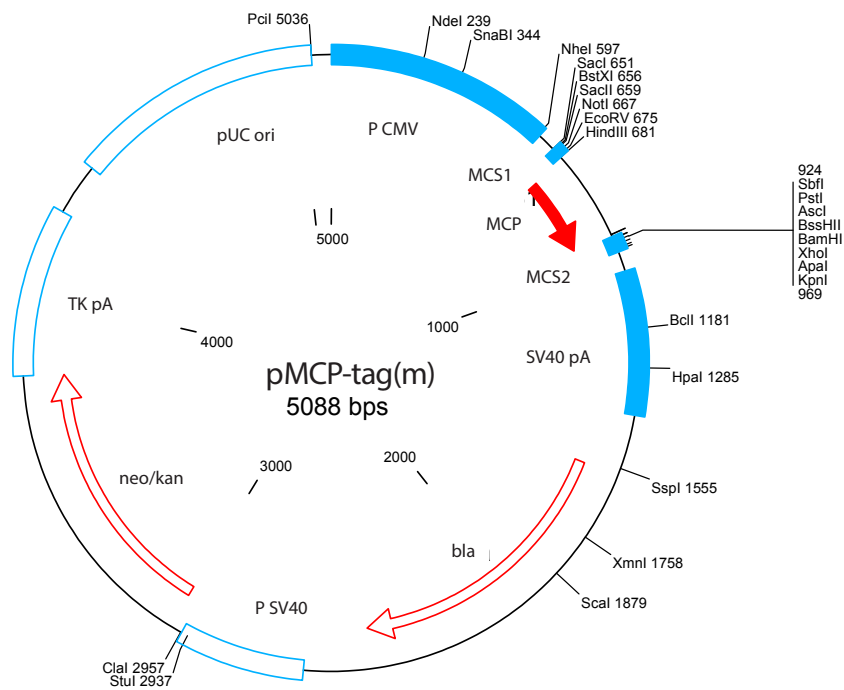 PciI 5036
NdeI 239
SnaBI 344
NheI 597
SacI 651
BstXI 656
SacII 659
NotI 667
EcoRV 675
HindIII 681
pUC ori
P CMV
MCS1
MCP
924
SbfI
PstI
AscI
BssHII
BamHI
XhoI
ApaI
KpnI
969
MCS2
5000
TK pA
1000
BclI 1181
4000
SV40 pA
pMCP-tag(m)
5088 bps
HpaI 1285
neo/kan
3000
2000
SspI 1555
bla
XmnI 1758
ScaI 1879
P SV40
ClaI 2957
StuI 2937